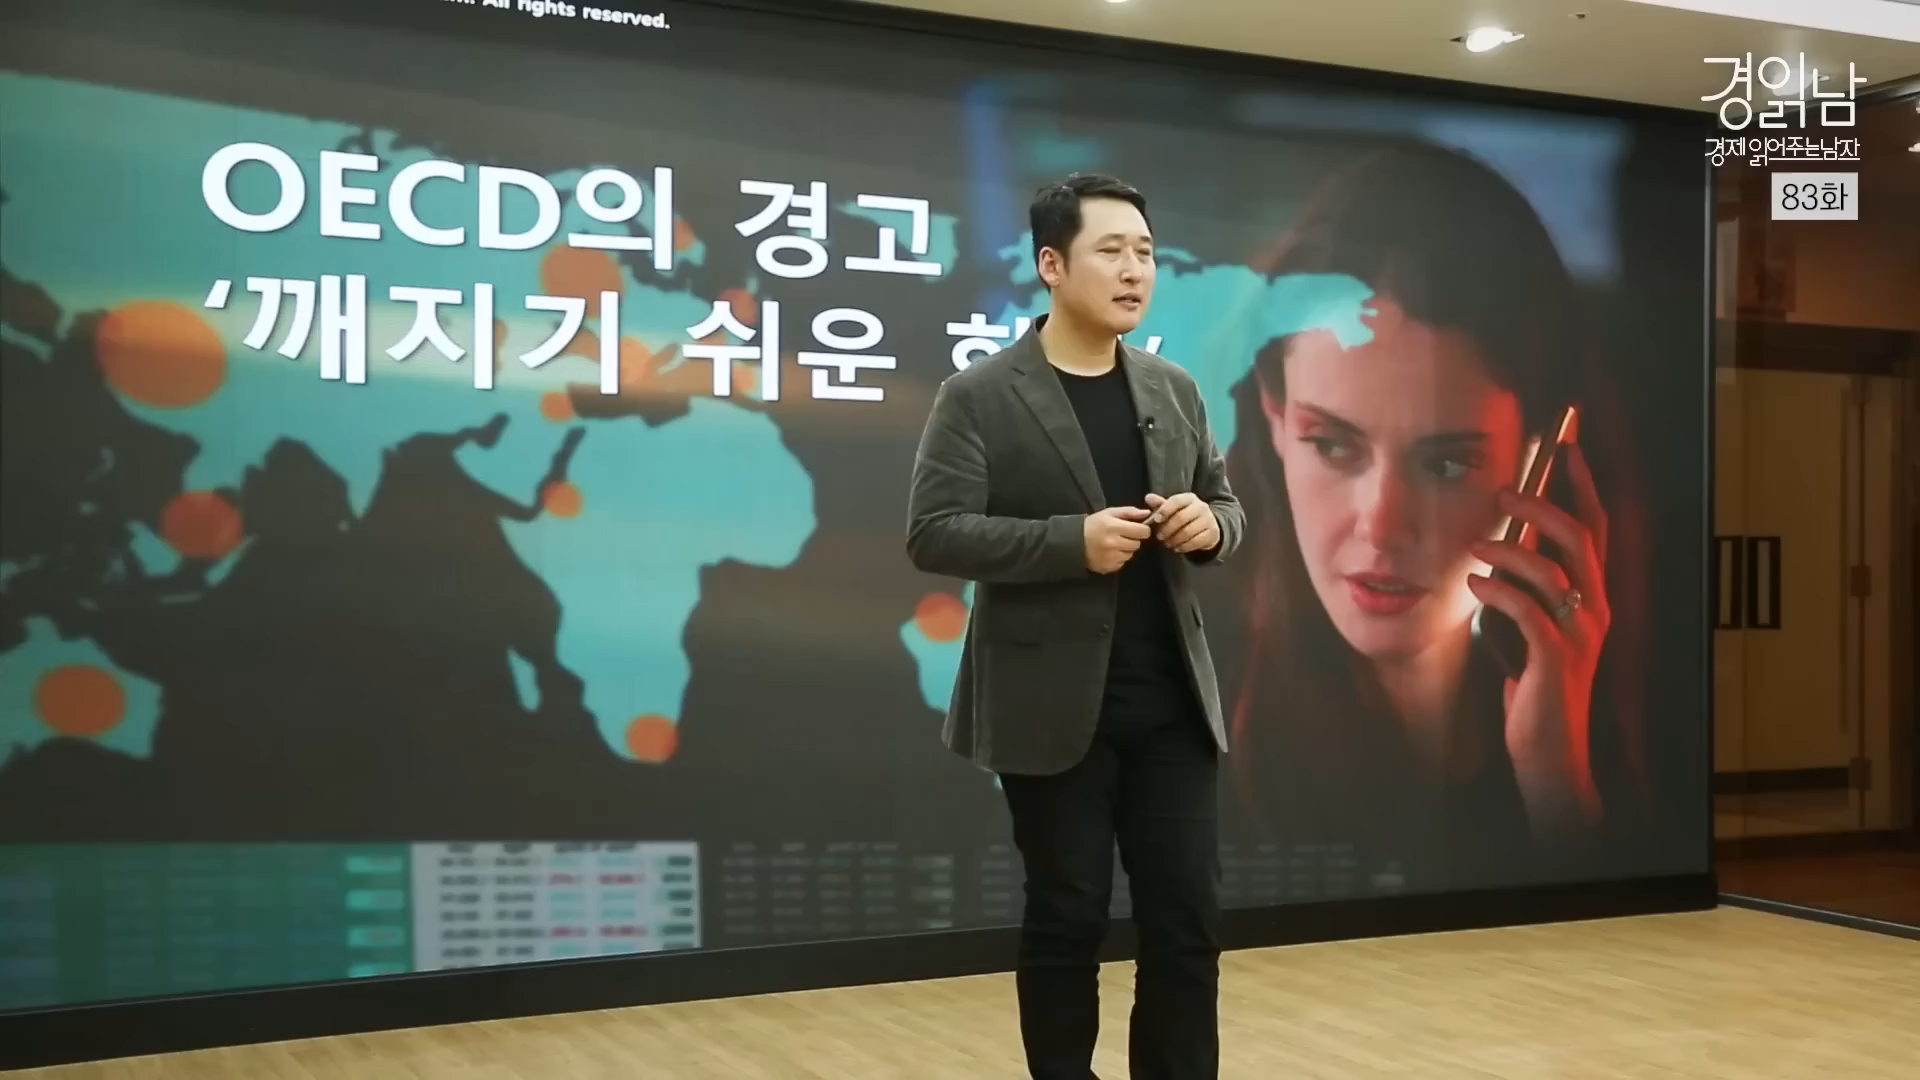 All rights reserved.
OECD의 경고
‘깨지기 쉬운
경읽남
경제 읽어주는 남자
83화